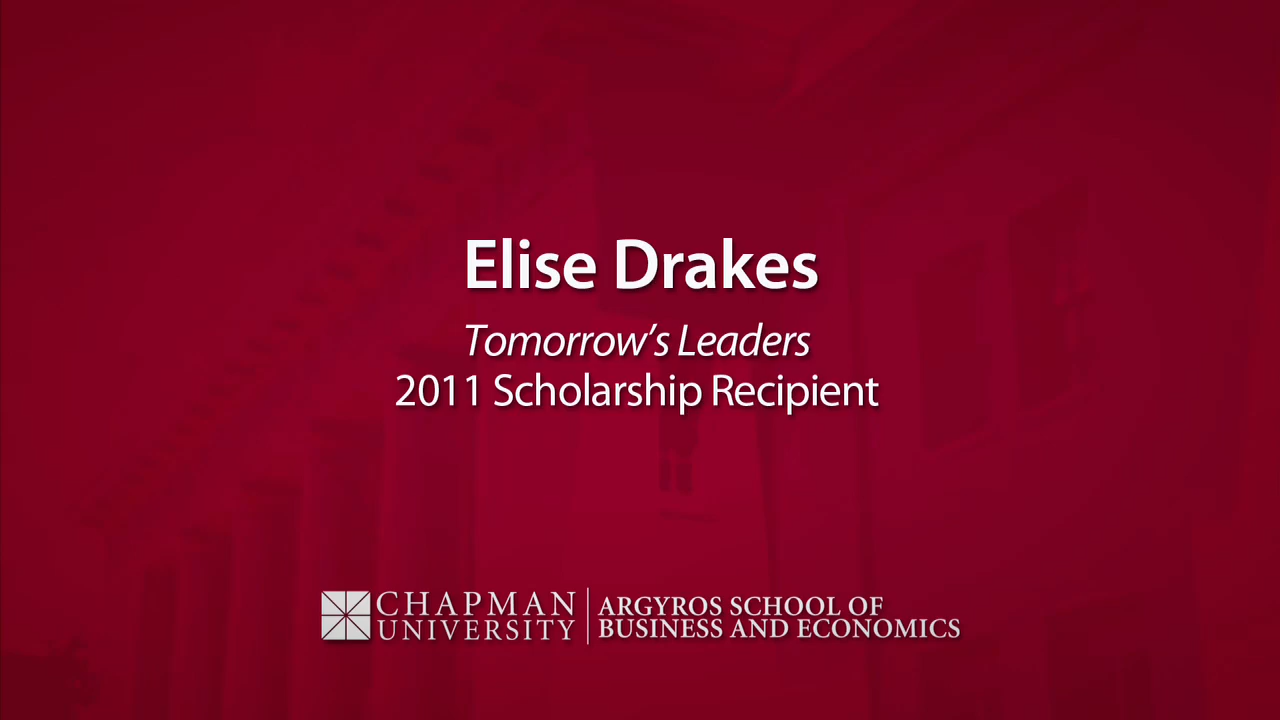 Elise Drakes
Tomorrow’s Leaders
2011 Scholarship Recipient
CHAPMAN
UNIVERSITY
ARGYROS SCHOOL OF
BUSINESS AND ECONOMICS